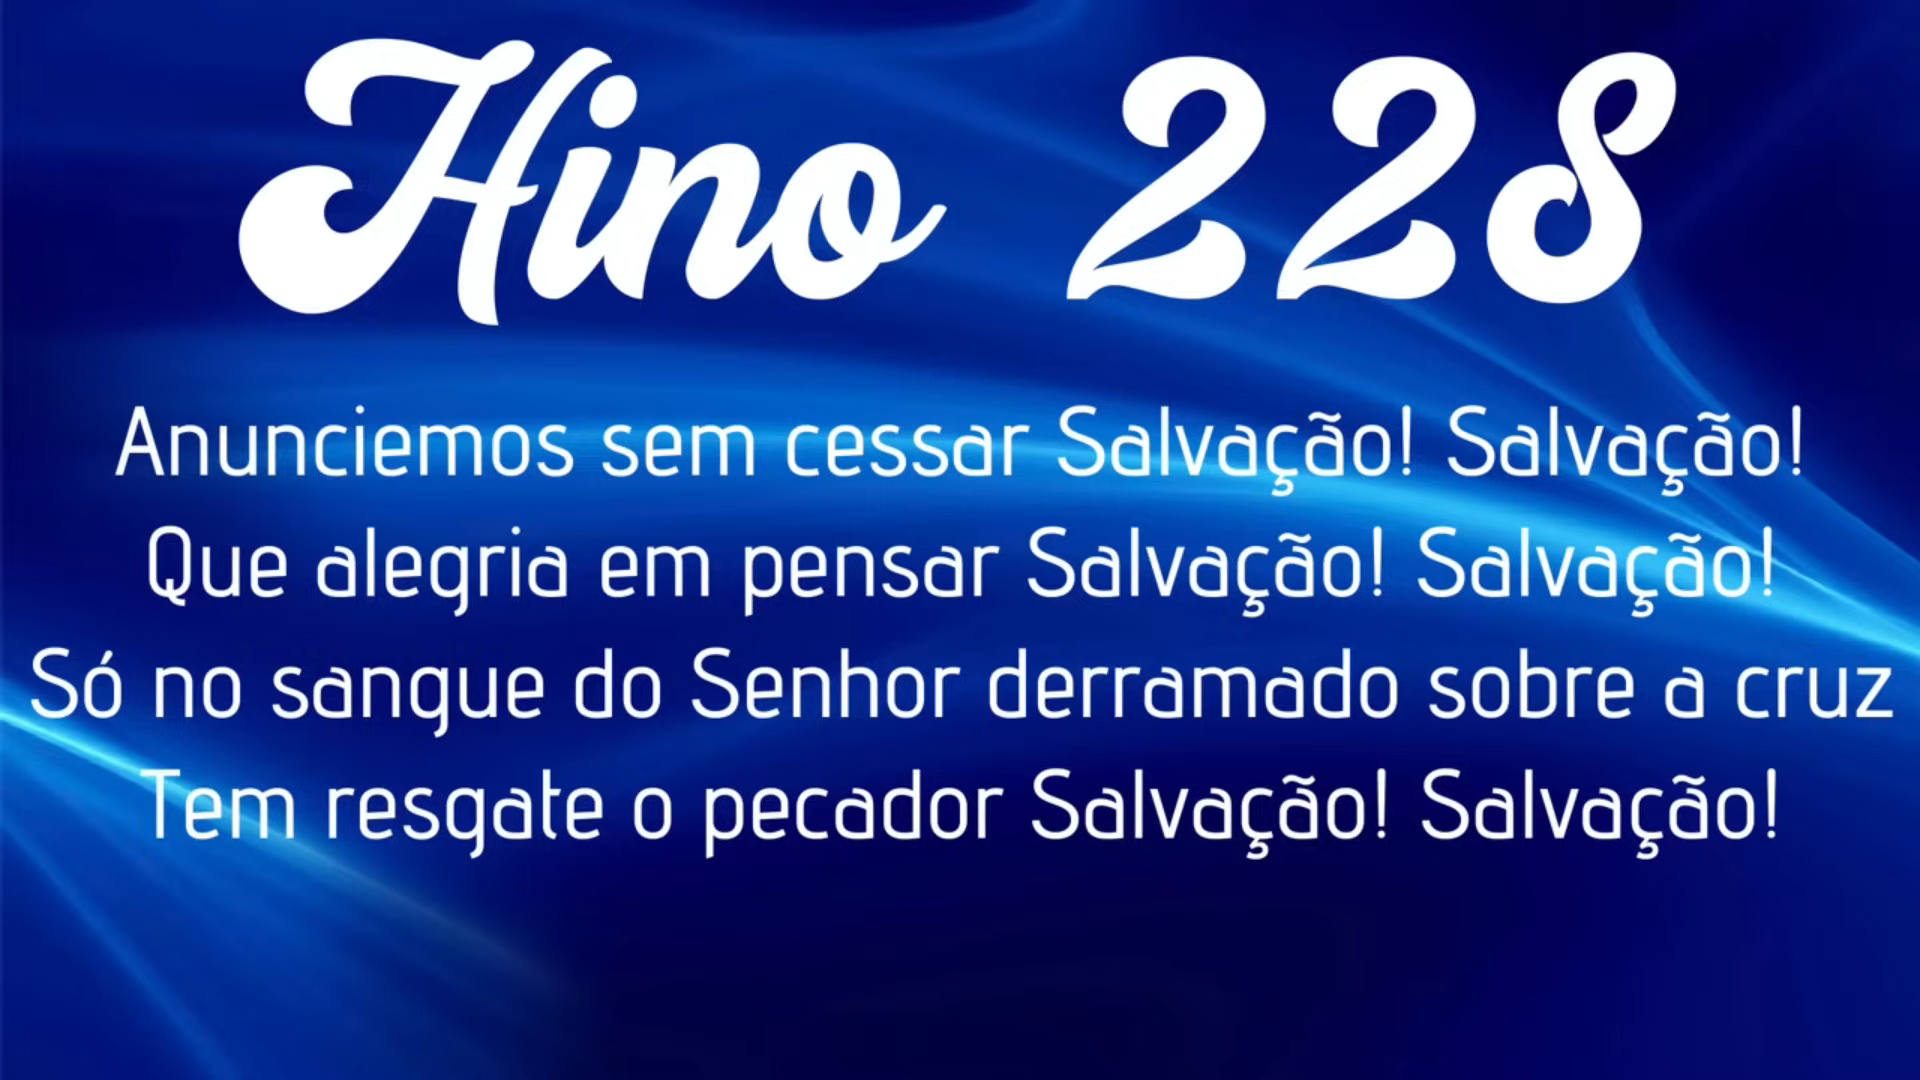 Hino 228
Anunciemos sem cessar Salvação! Salvação!
Que alegria em pensar Salvação! Salvação!
Só no sangue do Senhor derramado sobre a cruz
Tem resgate o pecador Salvação! Salvação!